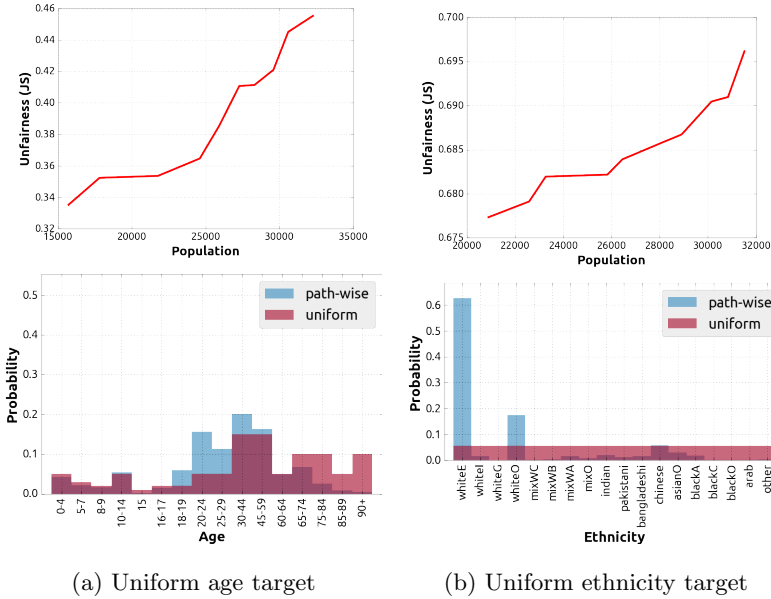 0.46
0.44
0.42
0.40
0.38
0.36
0.34
0.32
Unfairness (JS)
15000 20000 25000 30000 35000
Population
0.700
0.695
0.690
0.685
0.680
0.675
Unfairness (JS)
20000 22000 24000 26000 28000 30000 32000
Population
path-wise
uniform
0.5
0.4
0.3
0.2
0.1
0.0
Probability
0-4 5-7 8-9 10-14 15 16-17 18-19 20-24 25-29 30-44 45-59 60-64 65-74 75-84 85-89 90+
Age
path-wise
uniform
0.6
0.5
0.4
0.3
0.2
0.1
0.0
Probability
whiteE whiteI whiteG whiteO mixWC mixWB mixWA mixO indian pakistani bangladeshi chinese asianO blackA blackC blackO arab other
Ethnicity
(a) Uniform age target
(b) Uniform ethnicity target